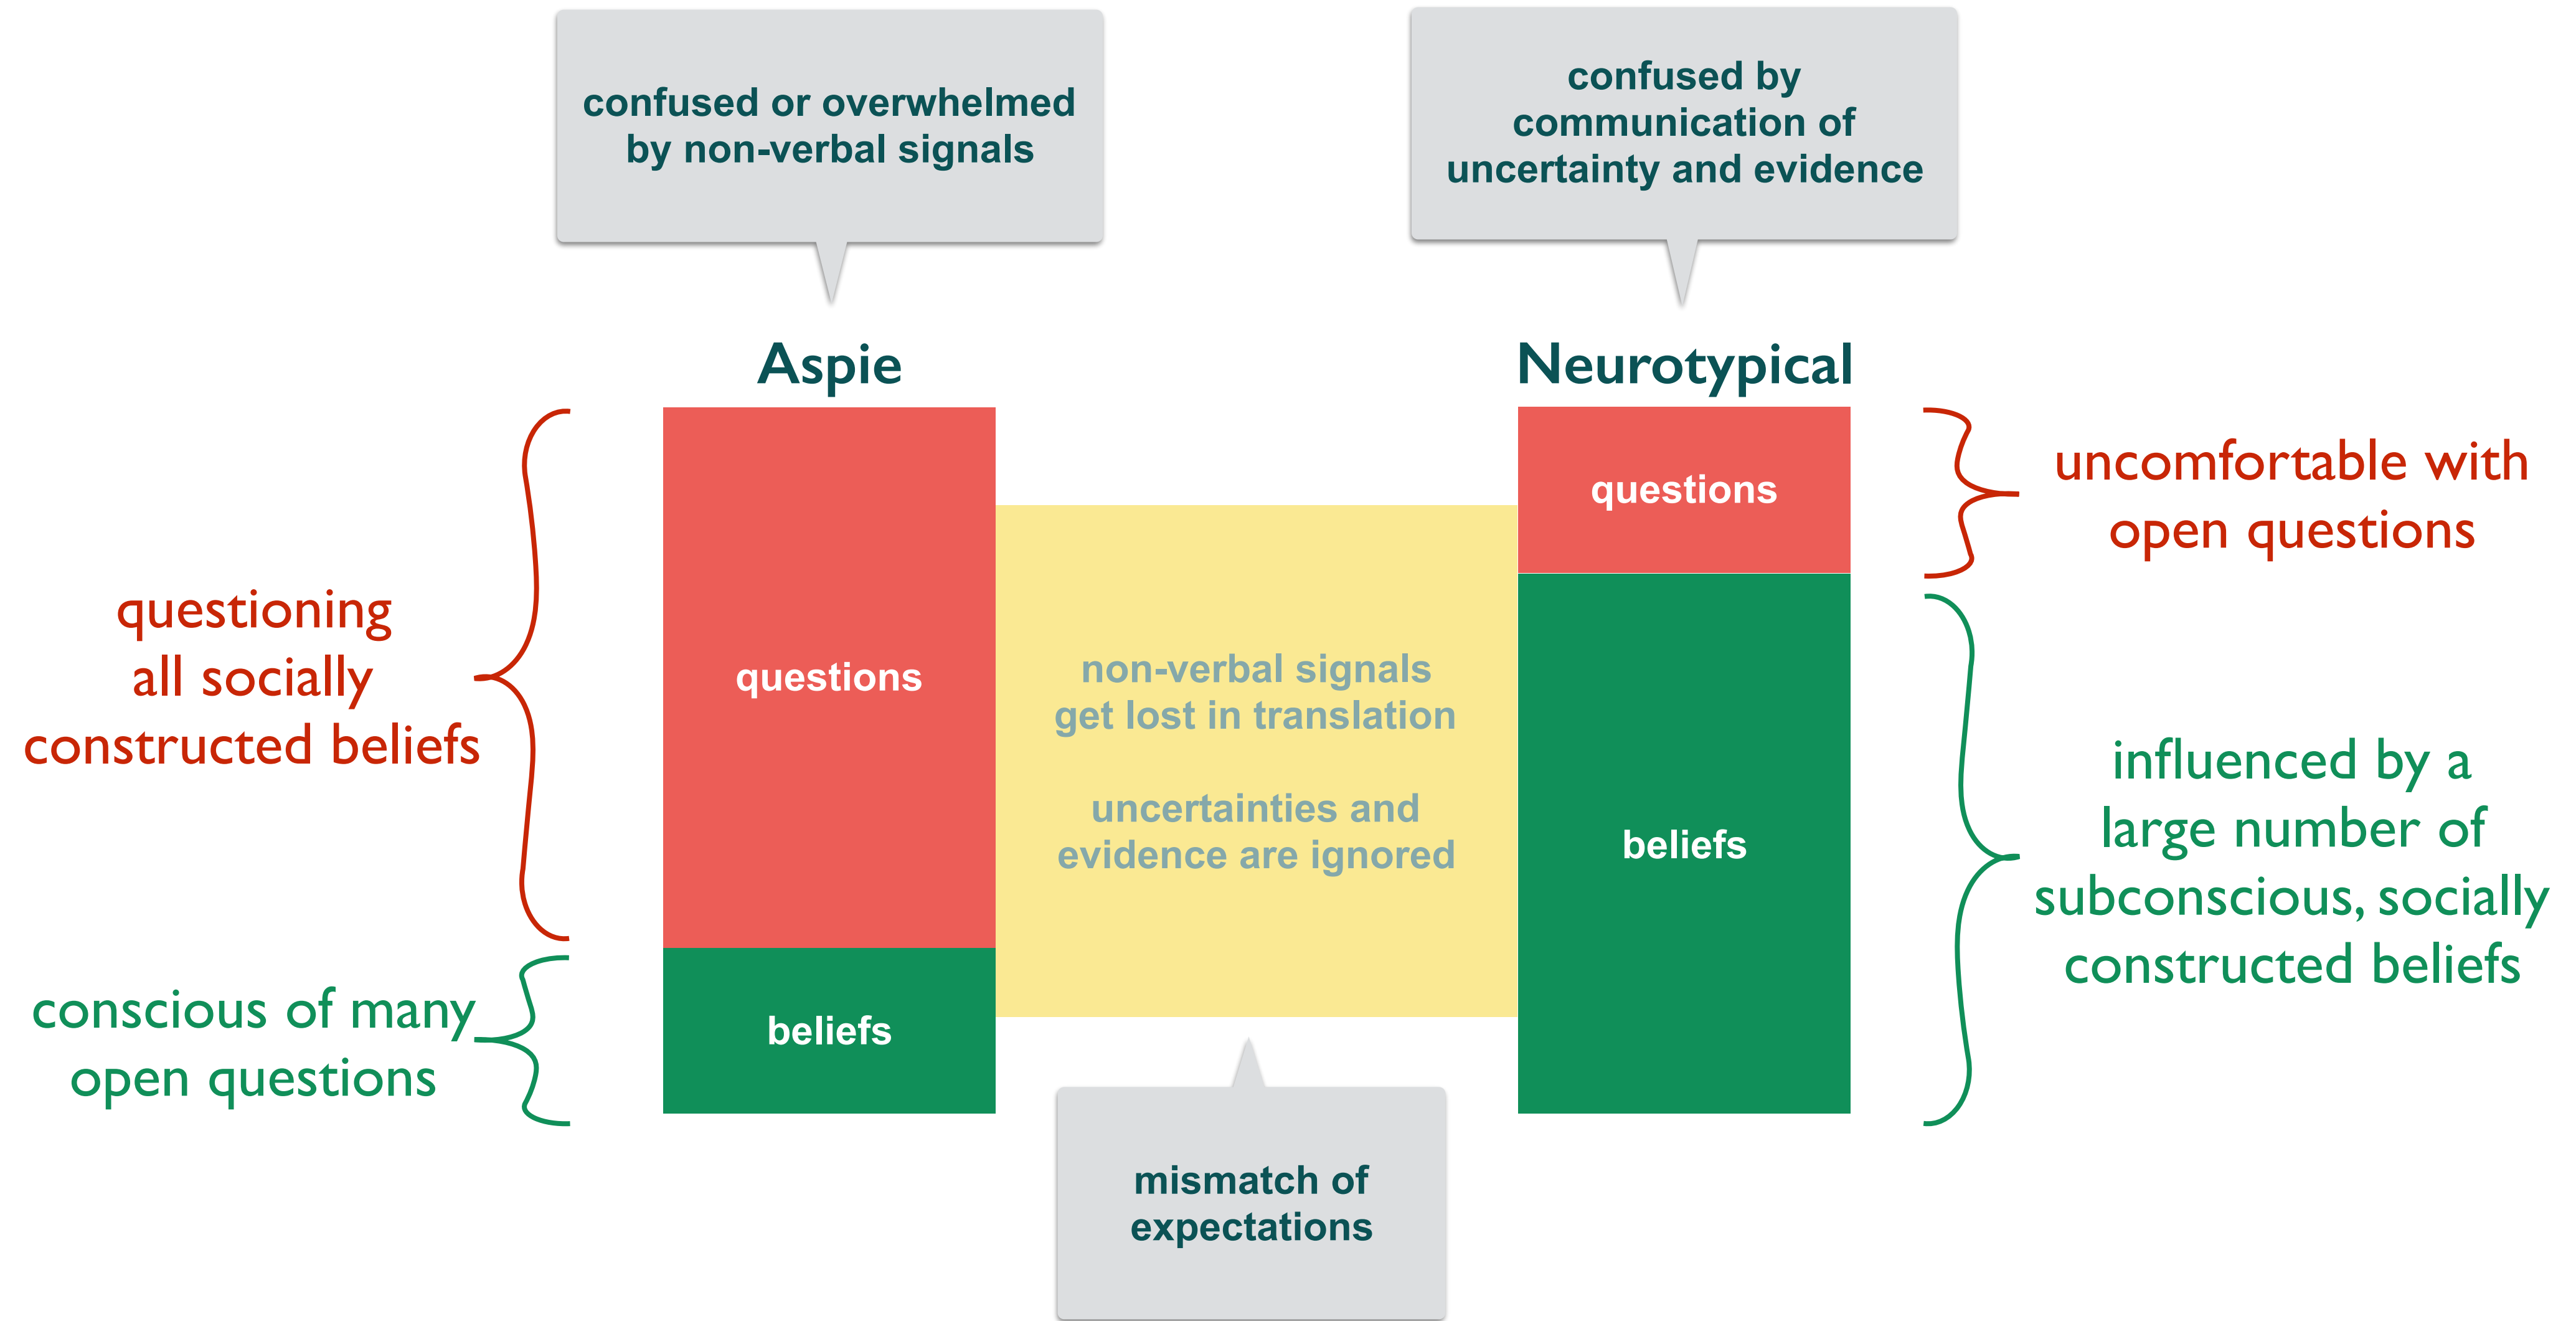 confused or overwhelmed
by non-verbal signals
confused by
communication of
uncertainty and evidence
Aspie
Neurotypical
questioning
all socially
constructed beliefs
conscious of many
open questions
questions
beliefs
non-verbal signals
get lost in translation
uncertainties and
evidence are ignored
questions
beliefs
uncomfortable with
open questions
influenced by a
large number of
subconscious, socially
constructed beliefs
mismatch of
expectations